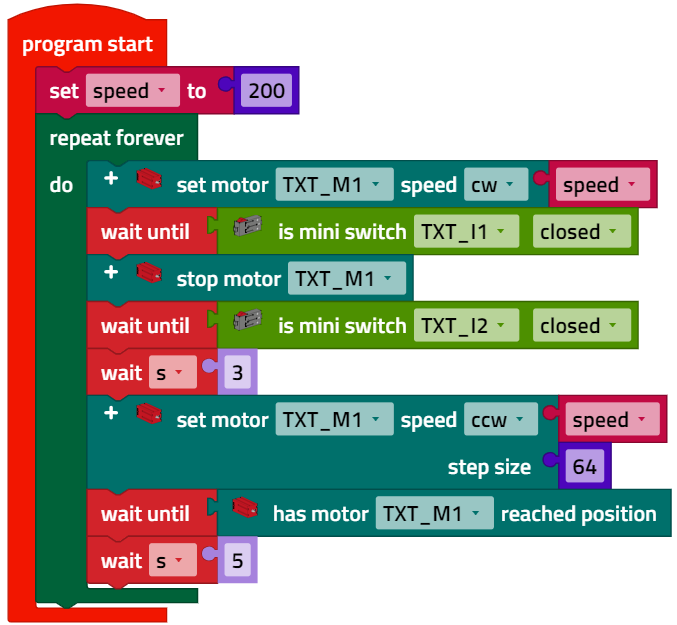 program start
set speed to 200
repeat forever
do + set motor TXT_M1 speed cw speed
wait until is mini switch TXT_I1 closed
+ stop motor TXT_M1
wait until is mini switch TXT_I2 closed
wait s 3
+ set motor TXT_M1 speed ccw speed
step size 64
wait until has motor TXT_M1 reached position
wait s 5